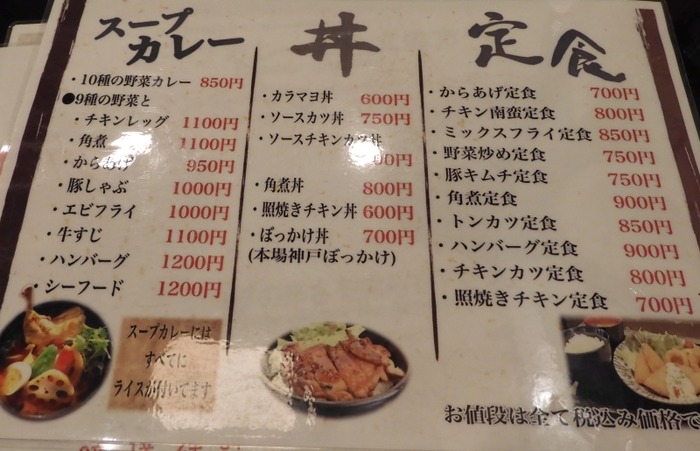 スープ
カレー
・10種の野菜カレー 850円
●9種の野菜と
・チキンレッグ 1100円
・角煮 1100円
・からあげ 950円
・豚しゃぶ 1000円
・エビフライ 1000円
・牛すじ 1100円
・ハンバーグ 1200円
・シーフード 1200円
スープカレーには
すべてに
ライスが付いてます
丼
・カラマヨ丼 600円
・ソースカツ丼 750円
・ソースチキンカツ丼
00円
・角煮丼 800円
・照焼きチキン丼 600円
・ぼっかけ丼 700円
(本場神戸ぼっかけ)
定食
・からあげ定食 700円
・チキン南蛮定食 800円
・ミックスフライ定食 850円
・野菜炒め定食 750円
・豚キムチ定食 750円
・角煮定食 900円
・トンカツ定食 850円
・ハンバーグ定食 900円
・チキンカツ定食 800円
・照焼きチキン定食 700円
お値段は全て税込み価格で